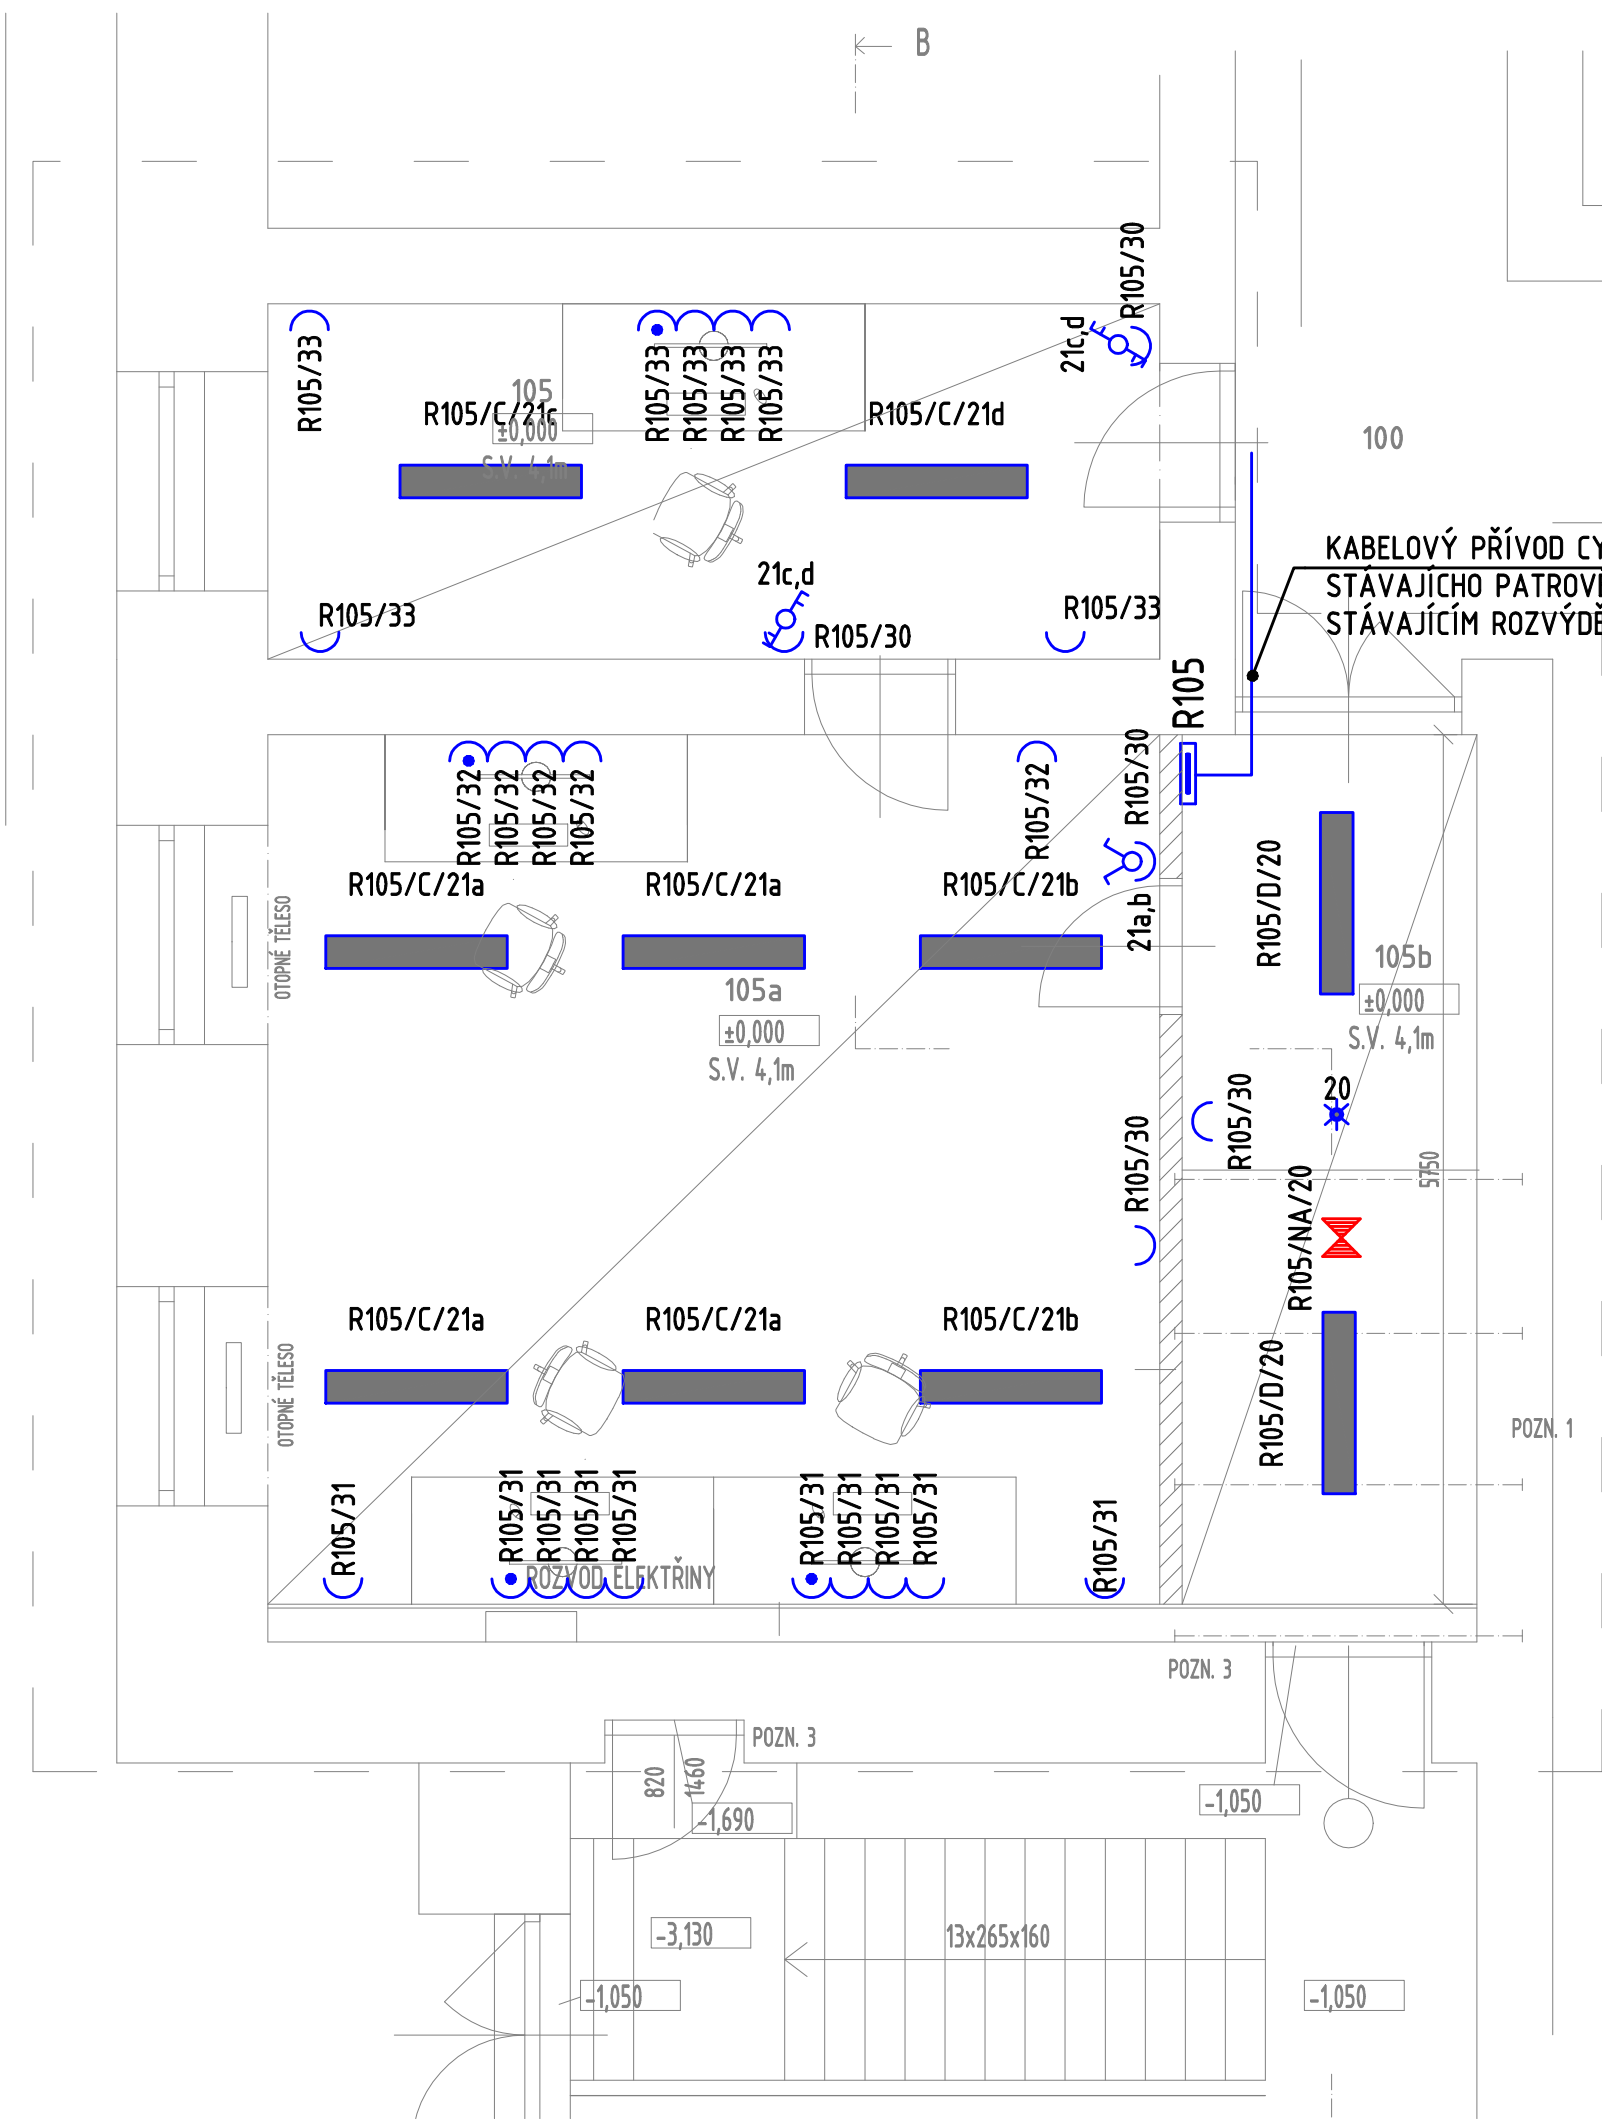 B
R105/30
21c,d
R105/33
R105/33
R105/33
R105/33
R105/33
105
R105/C/21c
±0,000
S.V. 4,1m
R105/C/21d
100
KABELOVÝ PŘÍVOD CY
STÁVAJÍCÍHO PATROV
STÁVAJÍCÍM ROZVÝDĚ
21c,d
R105/33
R105/30
R105/33
R105
R105/32
R105/32
R105/32
R105/32
R105/32
R105/30
R105/C/21a
R105/C/21a
R105/C/21b
21a,b
R105/D/20
OTOPNÉ TĚLESO
105a
±0,000
S.V. 4,1m
105b
±0,000
S.V. 4,1m
20
R105/30
R105/30
5750
R105/NA/20
R105/C/21a
R105/C/21a
R105/C/21b
OTOPNÉ TĚLESO
R105/D/20
POZN. 1
R105/31
R105/31
R105/31
R105/31
R105/31
R105/31
R105/31
R105/31
R105/31
R105/31
ROZVOD ELEKTŘINY
POZN. 3
POZN. 3
820
1460
-1,690
-1,050
-3,130
13x265x160
-1,050
-1,050